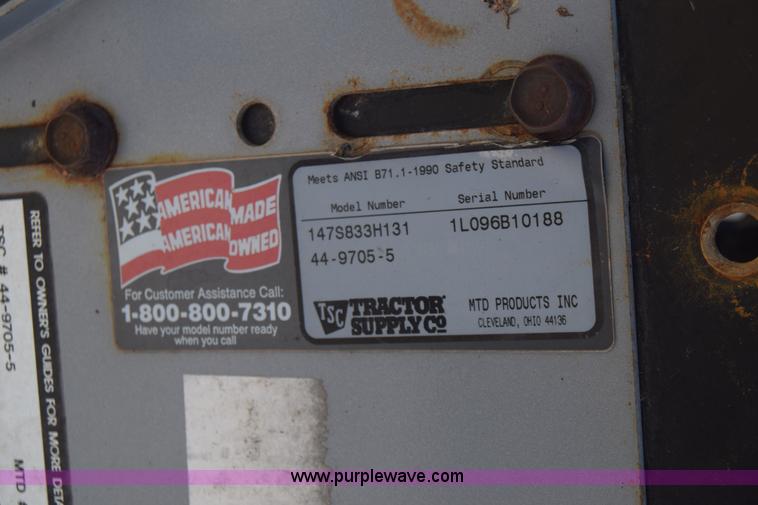 Meets ANSI B71.1-1990 Safety Standard
Model Number Serial Number
147S833H131 1L096B10188
44-9705-5
AMERICAN MADE
AMERICAN OWNED
For Customer Assistance Call:
1-800-800-7310
Have your model number ready
when you call
TSC TRACTOR SUPPLY CO
MTD PRODUCTS INC
CLEVELAND, OHIO 44136
REFER TO OWNER'S GUIDES FOR MORE
TSC # 44-9705-5
MTD
www.purplewave.com